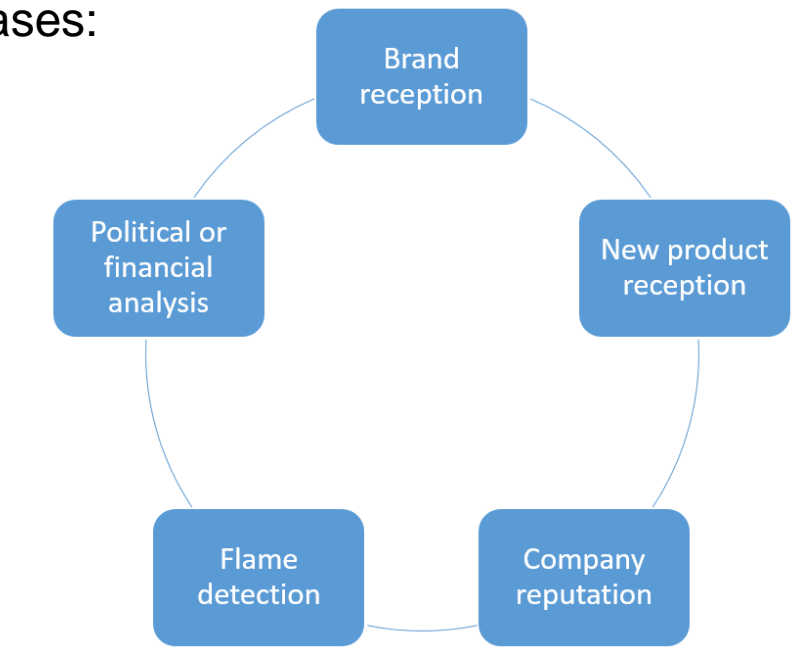 ases:
Brand
reception
New product
reception
Company
reputation
Flame
detection
Political or
financial
analysis